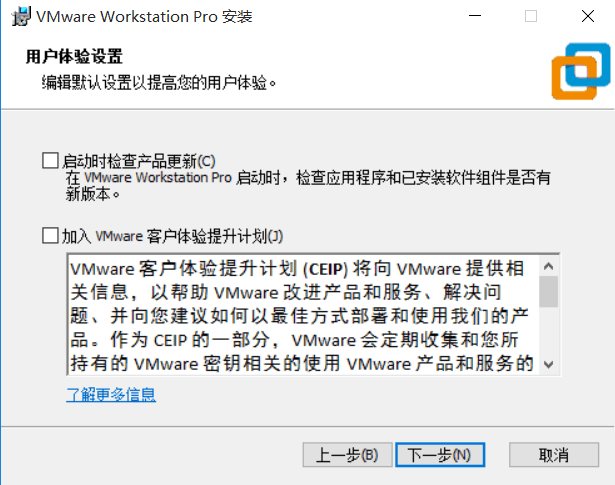 VMware Workstation Pro 安装
用户体验设置
编辑默认设置以提高您的用户体验。
启动时检查产品更新(C)
在 VMware Workstation Pro 启动时，检查应用程序和已安装软件组件是否有
新版本。
加入 VMware 客户体验提升计划(J)
VMware 客户体验提升计划 (CEIP) 将向 VMware 提供相
关信息，以帮助 VMware 改进产品和服务、解决问
题、并向您建议如何以最佳方式部署和使用我们的产
品。作为 CEIP 的一部分，VMware 会定期收集和您所
持有的 VMware 密钥相关的使用 VMware 产品和服务的
了解更多信息
上一步(B)
下一步(N)
取消